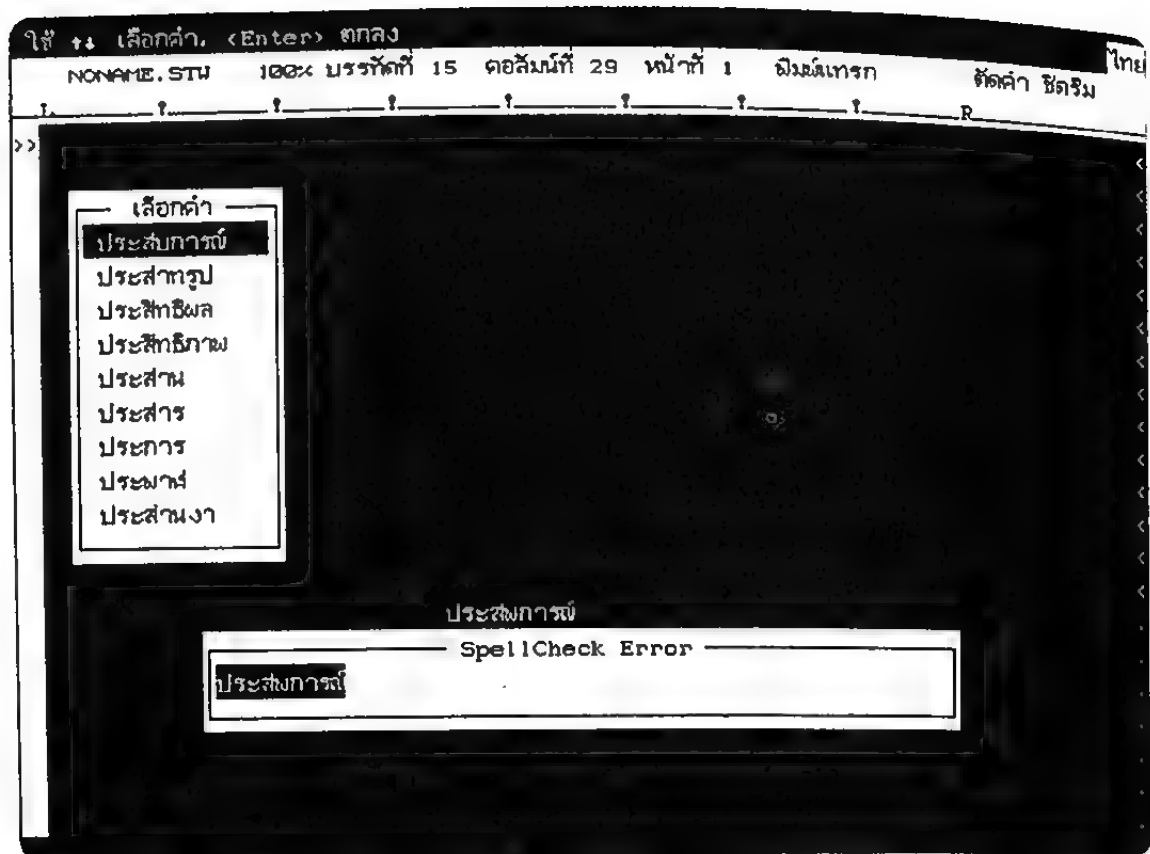 ใช้ ↑↓ เลือกคำ, <Enter> ตกลง
ไทย
NONAME.STW 100% บรรทัดที่ 15 คอลัมน์ที่ 29 หน้าที่ 1 พิมพ์แทรก ตัดคำ ชิดริม
เลือกคำ
ประสบการณ์
ประสาทรูป
ประสิทธิผล
ประสิทธิภาพ
ประสาน
ประสาร
ประการ
ประพาส
ประสานงา
ประสพการณ์
SpellCheck Error
ประสพการณ์